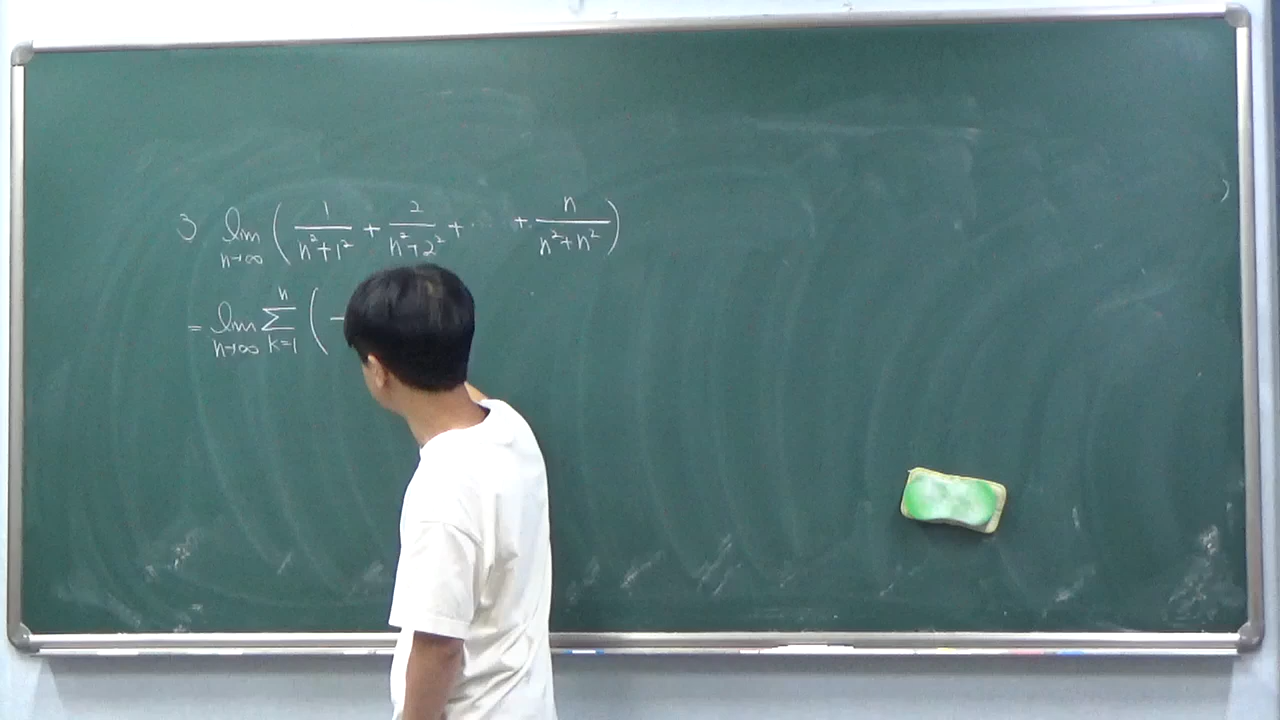 3) lim n→∞ ( 1/(n²+1²) + 2/(n²+2²) + ⋯ + n/(n²+n²) )
= lim n→∞ Σ k=1 n (